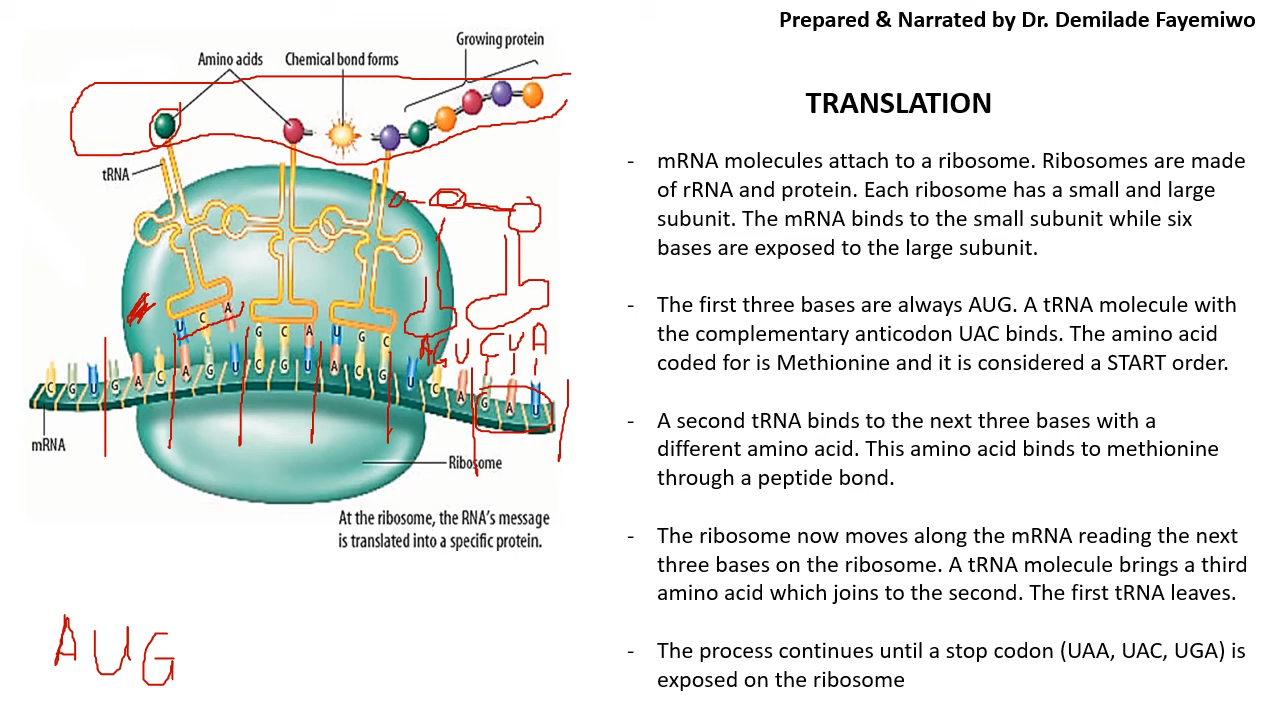 Prepared & Narrated by Dr. Demilade Fayemiwo
Growing protein
Amino acids
Chemical bond forms
tRNA
U C A
G C A
U G C
A C U C U A
C G U G A C A G U C G U A C G U C A G A U
mRNA
Ribosome
At the ribosome, the RNA's message
is translated into a specific protein.
AUG
TRANSLATION
- mRNA molecules attach to a ribosome. Ribosomes are made
of rRNA and protein. Each ribosome has a small and large
subunit. The mRNA binds to the small subunit while six
bases are exposed to the large subunit.
- The first three bases are always AUG. A tRNA molecule with
the complementary anticodon UAC binds. The amino acid
coded for is Methionine and it is considered a START order.
- A second tRNA binds to the next three bases with a
different amino acid. This amino acid binds to methionine
through a peptide bond.
- The ribosome now moves along the mRNA reading the next
three bases on the ribosome. A tRNA molecule brings a third
amino acid which joins to the second. The first tRNA leaves.
- The process continues until a stop codon (UAA, UAC, UGA) is
exposed on the ribosome